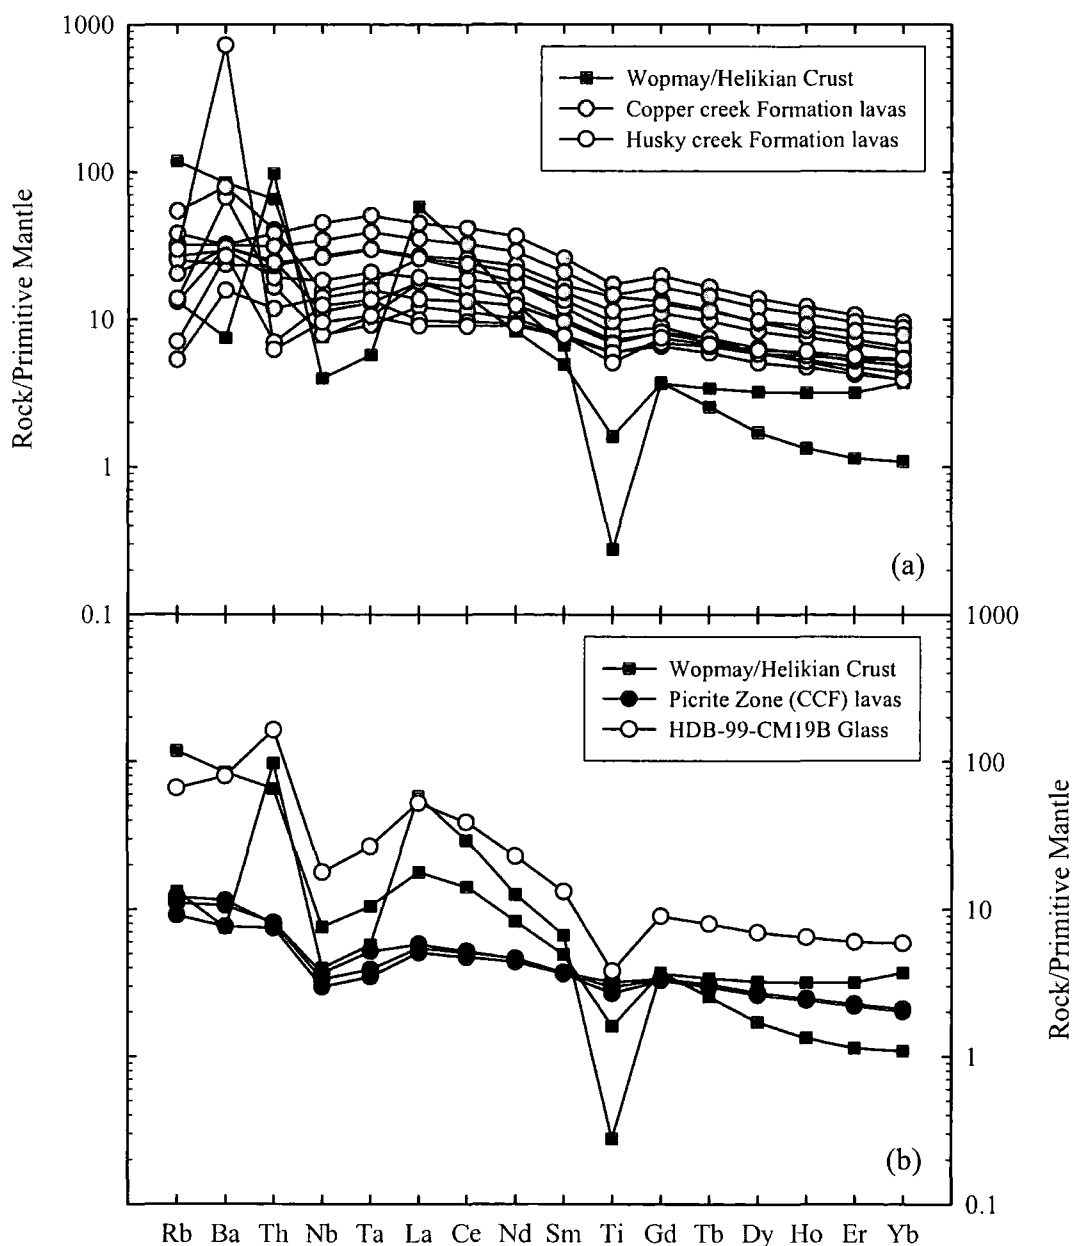 1000
100
10
1
0.1
Rock/Primitive Mantle
Wopmay/Helikian Crust
Copper creek Formation lavas
Husky creek Formation lavas
(a)
1000
100
10
1
0.1
Rock/Primitive Mantle
Wopmay/Helikian Crust
Picrite Zone (CCF) lavas
HDB-99-CM19B Glass
(b)
Rb Ba Th Nb Ta La Ce Nd Sm Ti Gd Tb Dy Ho Er Yb